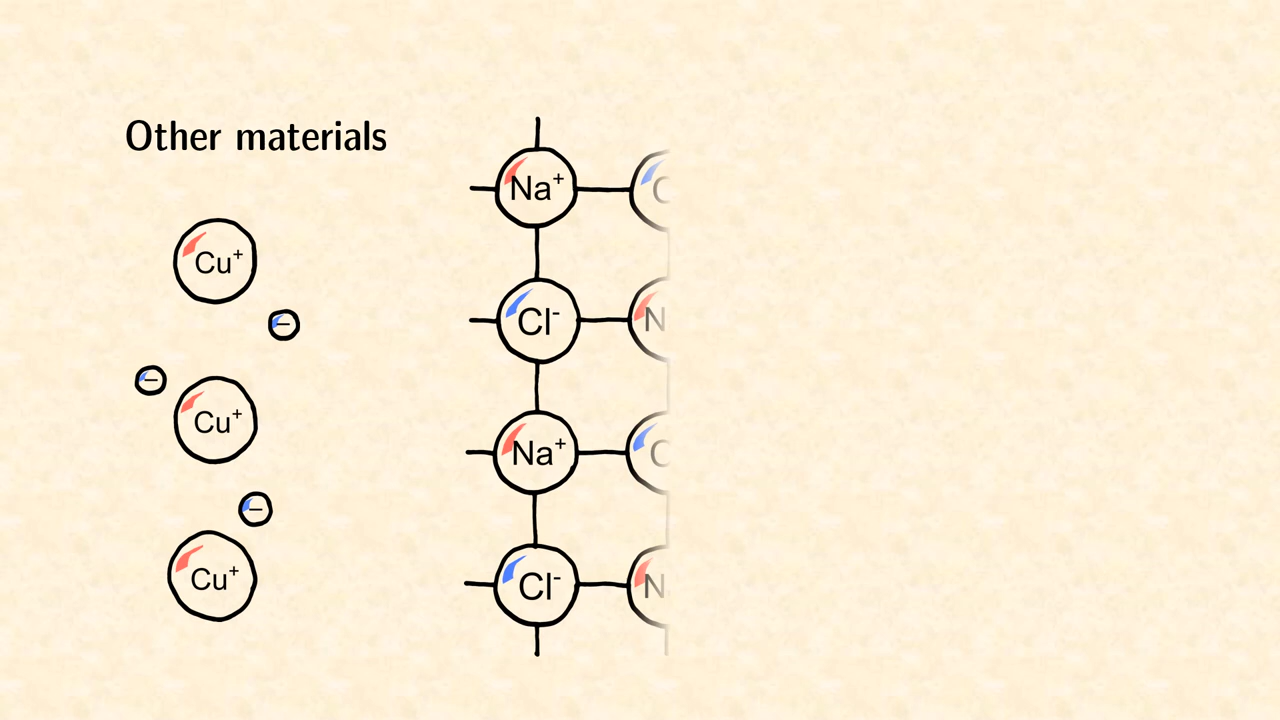 Other materials
Cu⁺
−
−
Cu⁺
−
Cu⁺
Na⁺
Cl⁻
N
Na⁺
Cl⁻
N